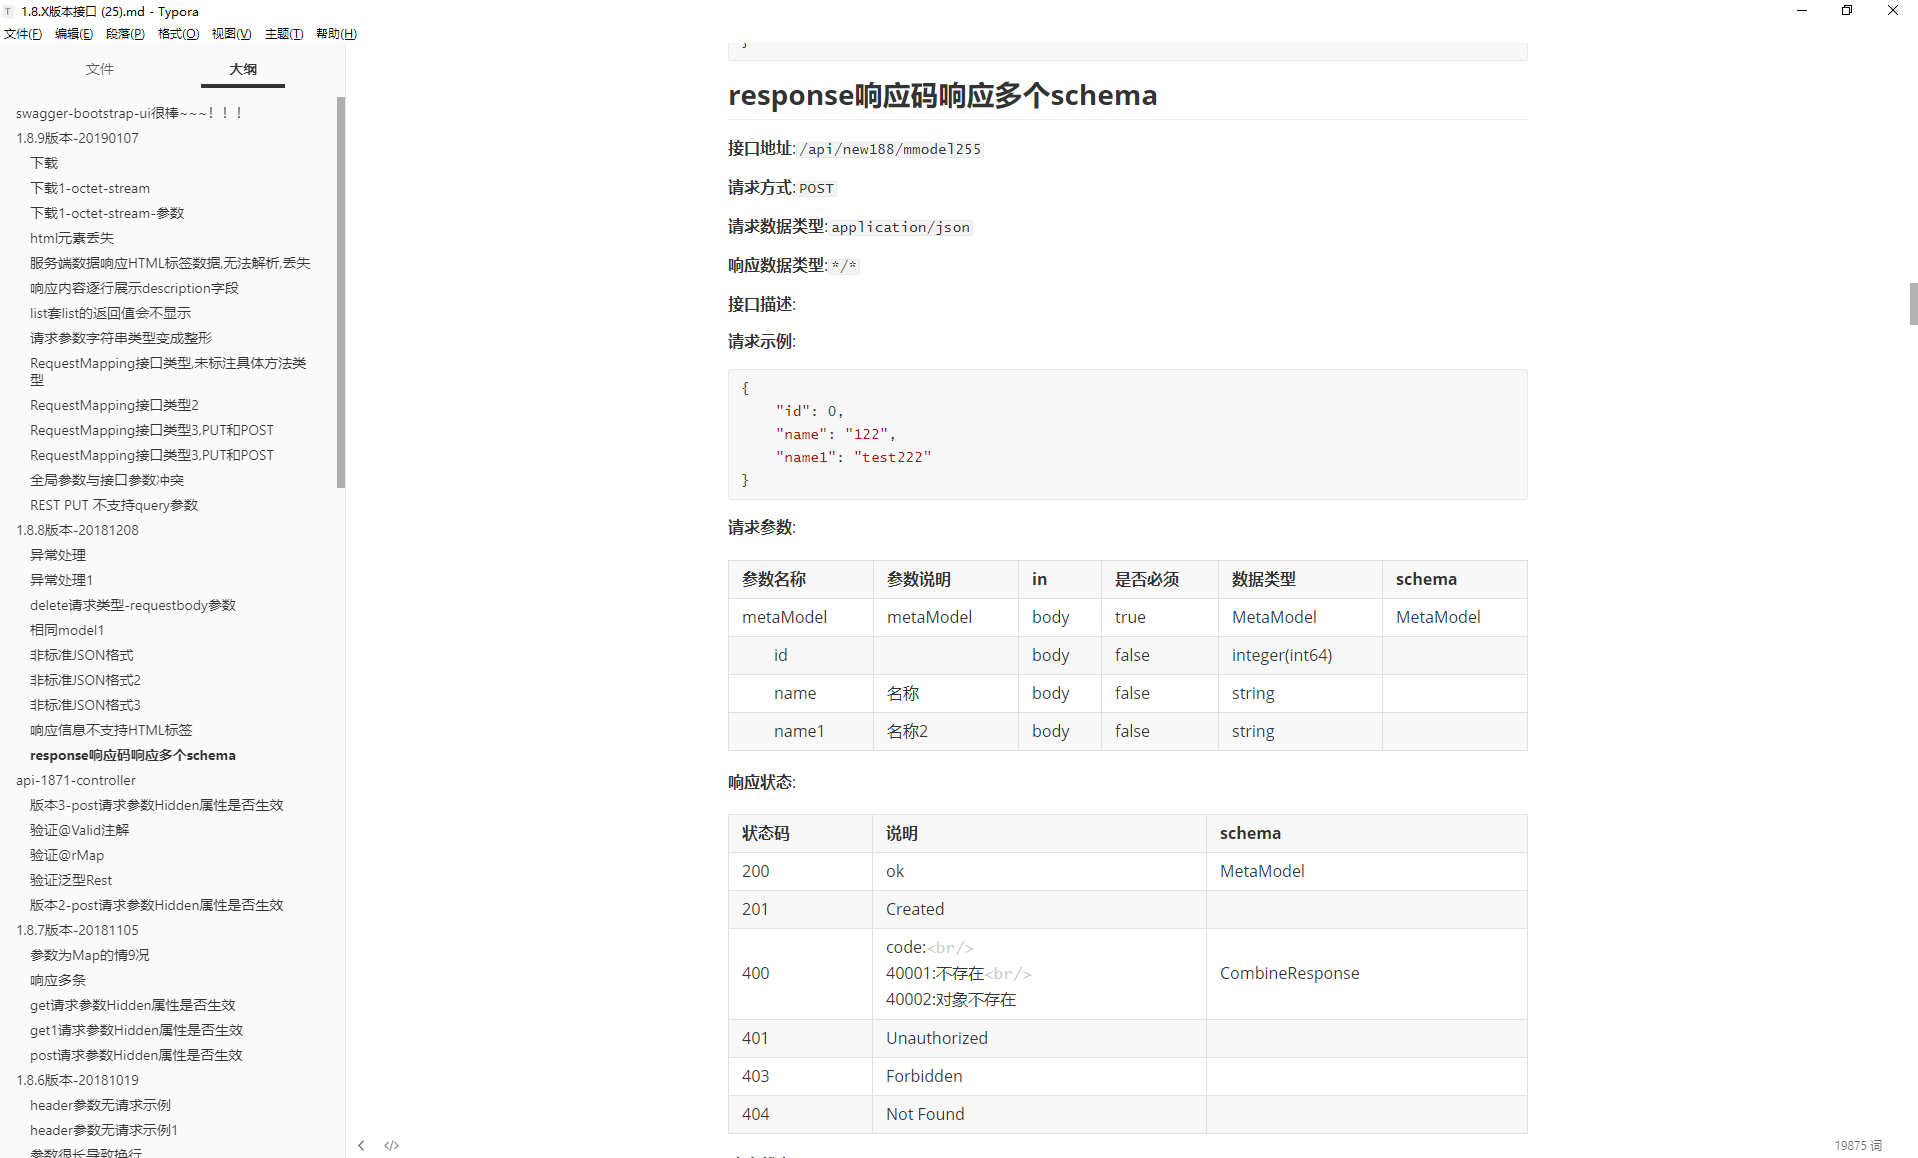 1.8.X版本接口 (25).md - Typora
文件(F) 编辑(E) 段落(P) 格式(O) 视图(V) 主题(T) 帮助(H)
文件 大纲
swagger-bootstrap-ui很棒~~~！！！
1.8.9版本-20190107
下载
下载1-octet-stream
下载1-octet-stream-参数
html元素丢失
服务端数据响应HTML标签数据,无法解析,丢失
响应内容逐行展示description字段
list套list的返回值会不显示
请求参数字符串类型变成整形
RequestMapping接口类型,未标注具体方法类
型
RequestMapping接口类型2
RequestMapping接口类型3,PUT和POST
RequestMapping接口类型3,PUT和POST
全局参数与接口参数冲突
REST PUT 不支持query参数
1.8.8版本-20181208
异常处理
异常处理1
delete请求类型-requestbody参数
相同model1
非标准JSON格式
非标准JSON格式2
非标准JSON格式3
响应信息不支持HTML标签
response响应码响应多个schema
api-1871-controller
版本3-post请求参数Hidden属性是否生效
验证@Valid注解
验证@rMap
验证泛型Rest
版本2-post请求参数Hidden属性是否生效
1.8.7版本-20181105
参数为Map的情9况
响应多条
get请求参数Hidden属性是否生效
get1请求参数Hidden属性是否生效
post请求参数Hidden属性是否生效
1.8.6版本-20181019
header参数无请求示例
header参数无请求示例1
参数很长导致换行
}
response响应码响应多个schema
接口地址:/api/new188/mmodel255
请求方式:POST
请求数据类型:application/json
响应数据类型:*/*
接口描述:
请求示例:
{
"id": 0,
"name": "122",
"name1": "test222"
}
请求参数:
参数名称 参数说明 in 是否必须 数据类型 schema
metaModel metaModel body true MetaModel MetaModel
id body false integer(int64)
name 名称 body false string
name1 名称2 body false string
响应状态:
状态码 说明 schema
200 ok MetaModel
201 Created
400 code:<br/>
40001:不存在<br/>
40002:对象不存在 CombineResponse
401 Unauthorized
403 Forbidden
404 Not Found
19875 词